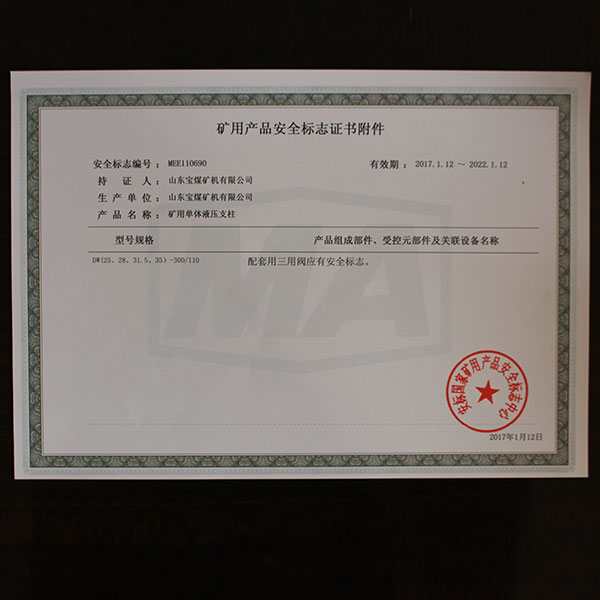 矿用产品安全标志证书附件
安全标志编号： MEE110690 有效期： 2017.1.12 ～ 2022.1.12
持 证 人： 山东宝煤矿机有限公司
生 产 单 位： 山东宝煤矿机有限公司
产 品 名 称： 矿用单体液压支柱
型号规格 产品组成部件、受控元部件及关联设备名称
DW(25、28、31.5、35)-300/110 配套用三用阀应有安全标志。
MA
安标国家矿用产品安全标志中心
2017年1月12日